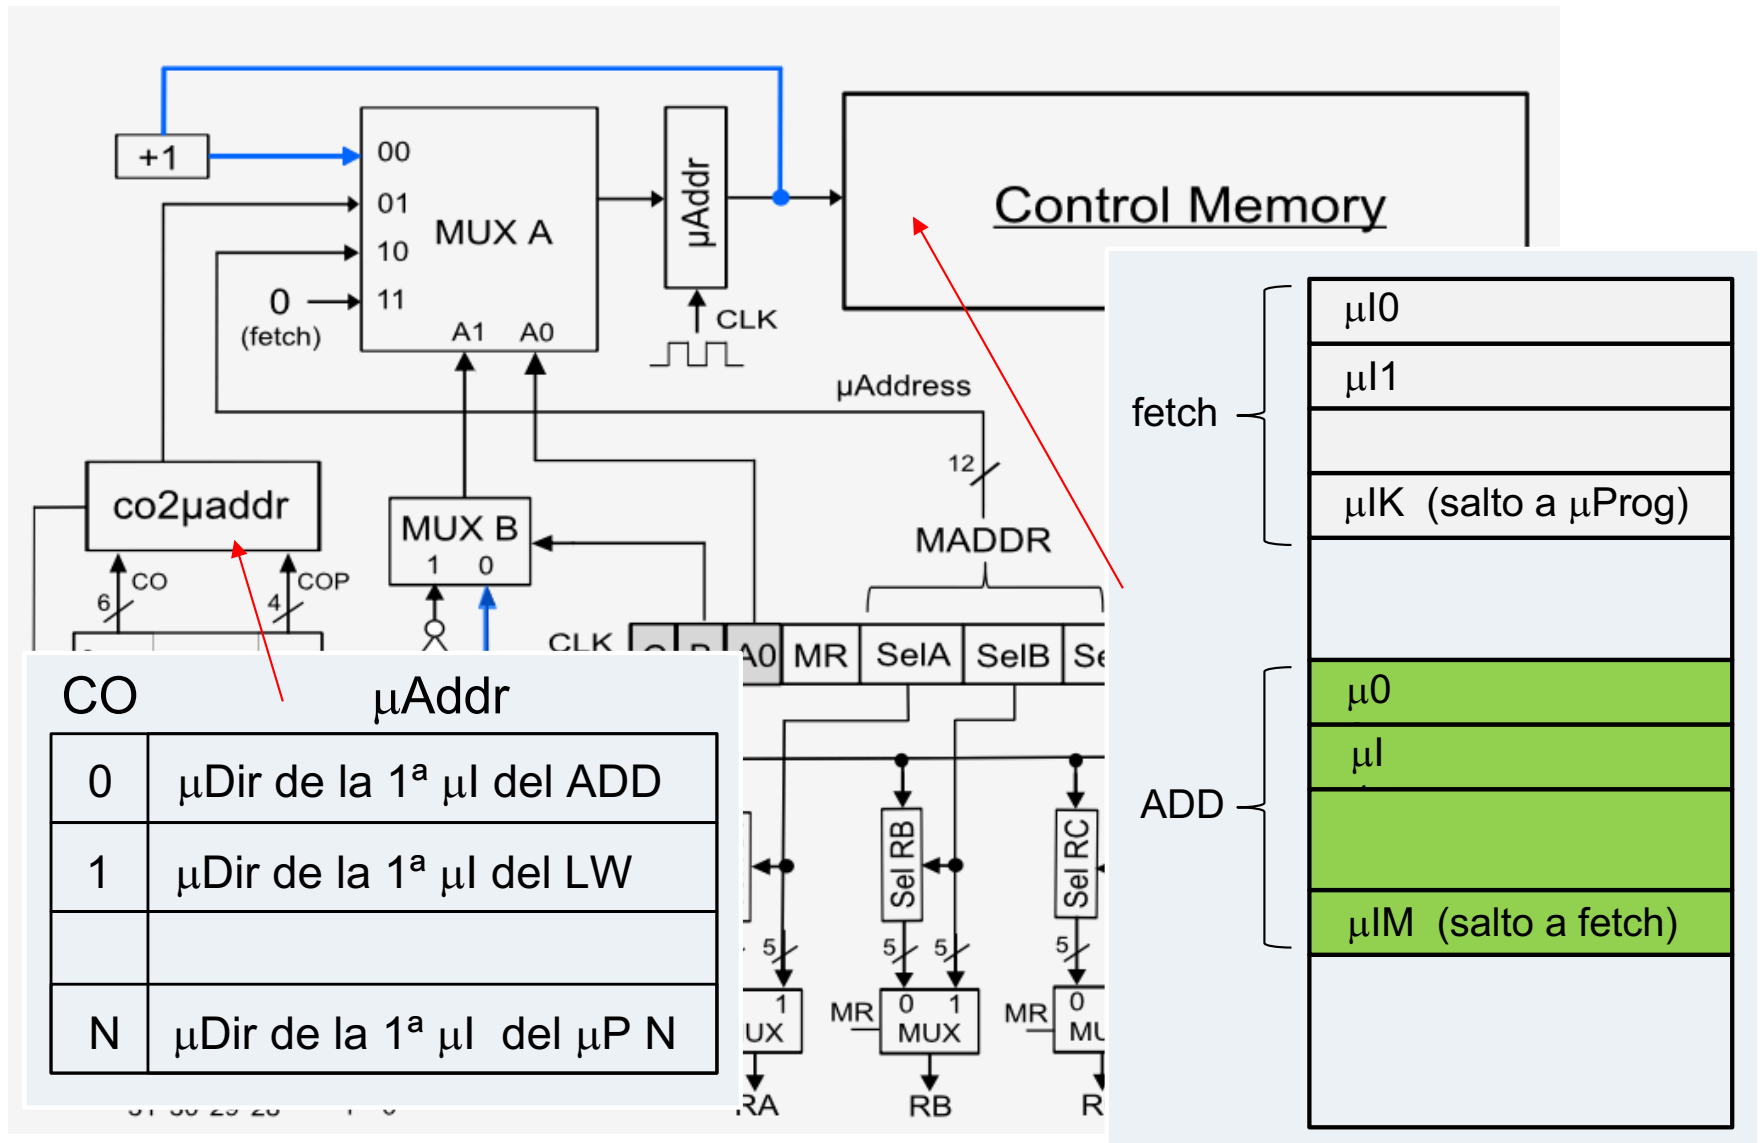 +1
00
01
10
11
MUX A
A1 A0
0
(fetch)
µAddr
CLK
Control Memory
µAddress
12
MADDR
co2µaddr
CO
6
COP
4
MUX B
1 0
CLK
A0 MR SelA SelB
Sel RB
Sel RC
5
5
5
5
1
UX
MR
0 1
MUX
MR
0
RA
RB
CO µAddr
0 µDir de la 1ª µI del ADD
1 µDir de la 1ª µI del LW
N µDir de la 1ª µI del µP N
fetch
µI0
µI1
µIK (salto a µProg)
ADD
µ0
µI
µIM (salto a fetch)